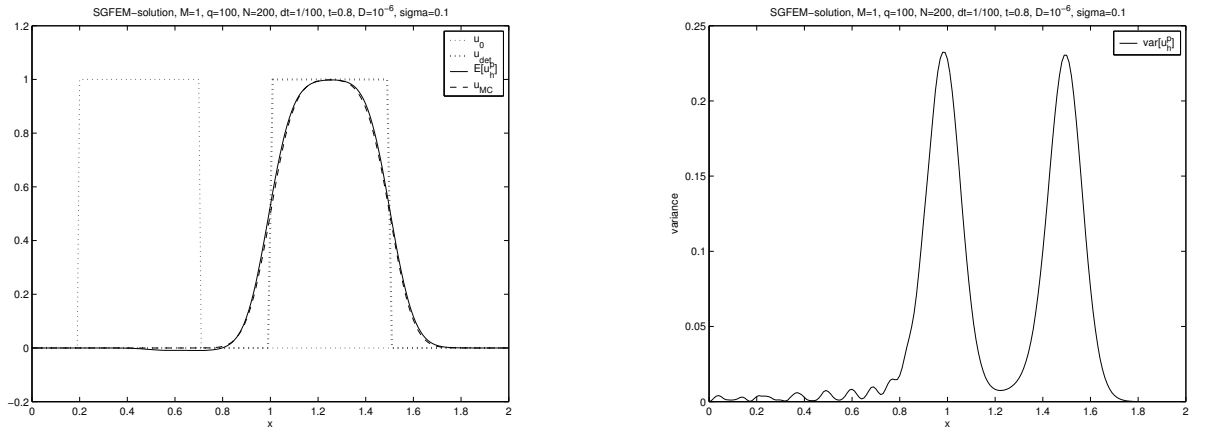 SGFEM−solution, M=1, q=100, N=200, dt=1/100, t=0.8, D=10⁻⁶, sigma=0.1
1.2
1
0.8
0.6
0.4
0.2
0
−0.2
u₀
u_det
E[u_h^p]
u_MC
0 0.2 0.4 0.6 0.8 1 1.2 1.4 1.6 1.8 2
x
SGFEM−solution, M=1, q=100, N=200, dt=1/100, t=0.8, D=10⁻⁶, sigma=0.1
0.25
0.2
0.15
0.1
0.05
0
variance
var[u_h^p]
0 0.2 0.4 0.6 0.8 1 1.2 1.4 1.6 1.8 2
x